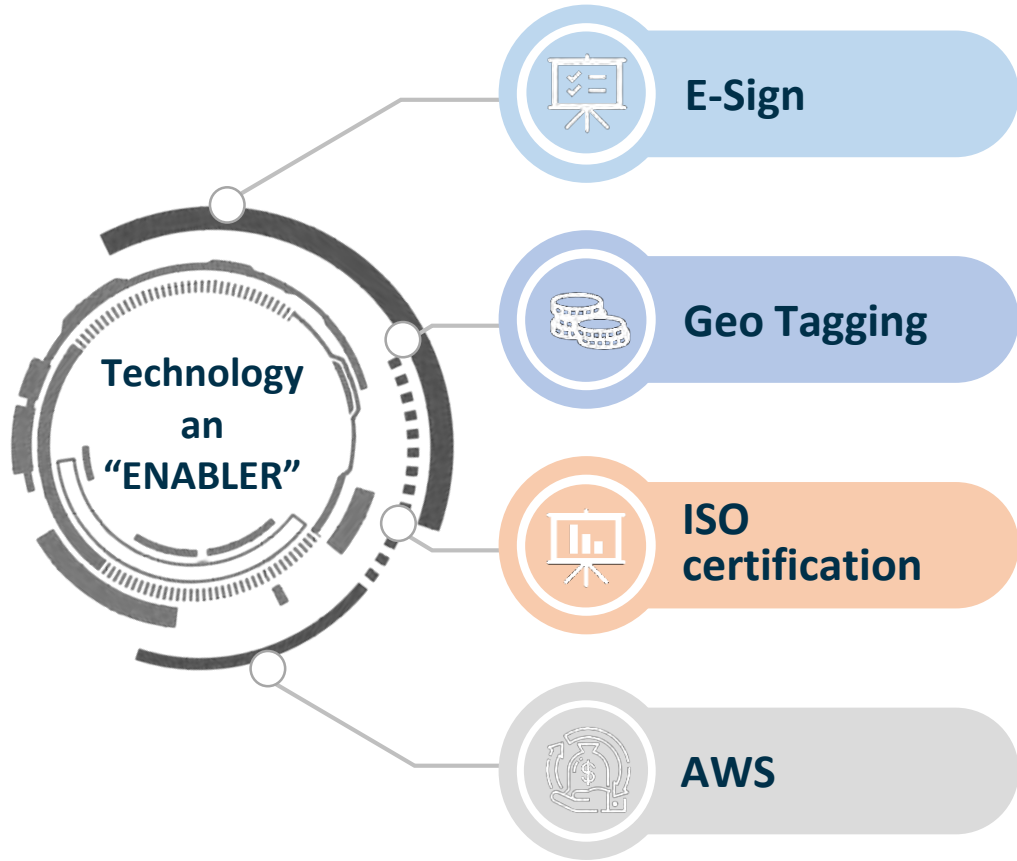 Technology
an
“ENABLER”
E-Sign
Geo Tagging
ISO
certification
$
AWS